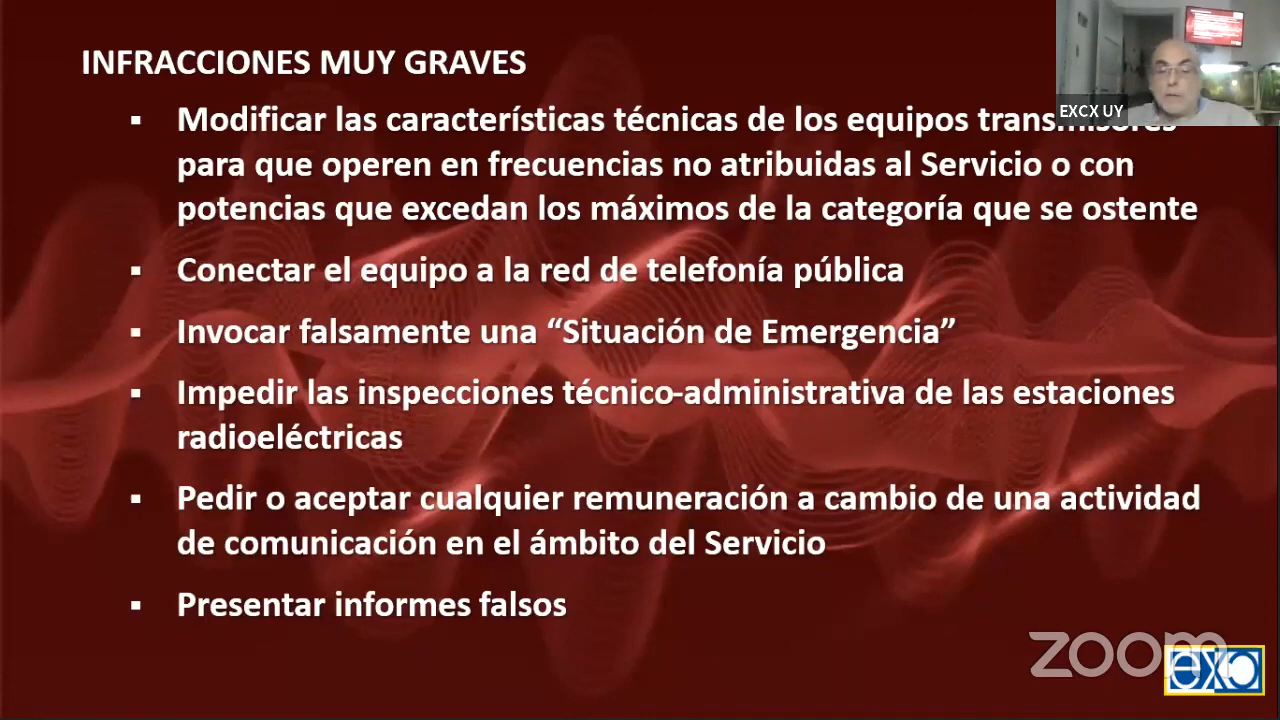 INFRACCIONES MUY GRAVES
▪ Modificar las características técnicas de los equipos transmisores
para que operen en frecuencias no atribuidas al Servicio o con
potencias que excedan los máximos de la categoría que se ostente
▪ Conectar el equipo a la red de telefonía pública
▪ Invocar falsamente una “Situación de Emergencia”
▪ Impedir las inspecciones técnico-administrativa de las estaciones
radioeléctricas
▪ Pedir o aceptar cualquier remuneración a cambio de una actividad
de comunicación en el ámbito del Servicio
▪ Presentar informes falsos
EXCX UY
zoom